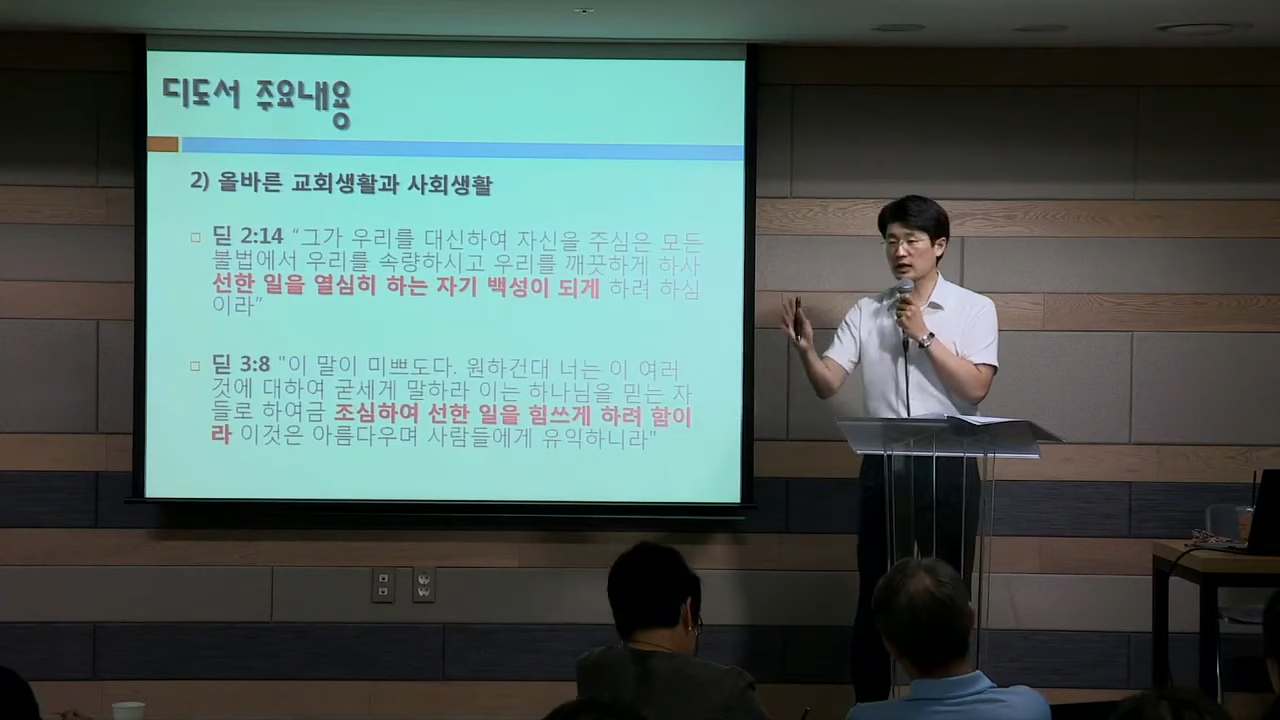 디도서 주요내용
2) 올바른 교회생활과 사회생활
딛 2:14 “그가 우리를 대신하여 자신을 주심은 모든
불법에서 우리를 속량하시고 우리를 깨끗하게 하사
선한 일을 열심히 하는 자기 백성이 되게 하려 하심
이라”
딛 3:8 "이 말이 미쁘도다. 원하건대 너는 이 여러
것에 대하여 굳세게 말하라 이는 하나님을 믿는 자
들로 하여금 조심하여 선한 일을 힘쓰게 하려 함이
라 이것은 아름다우며 사람들에게 유익하니라"